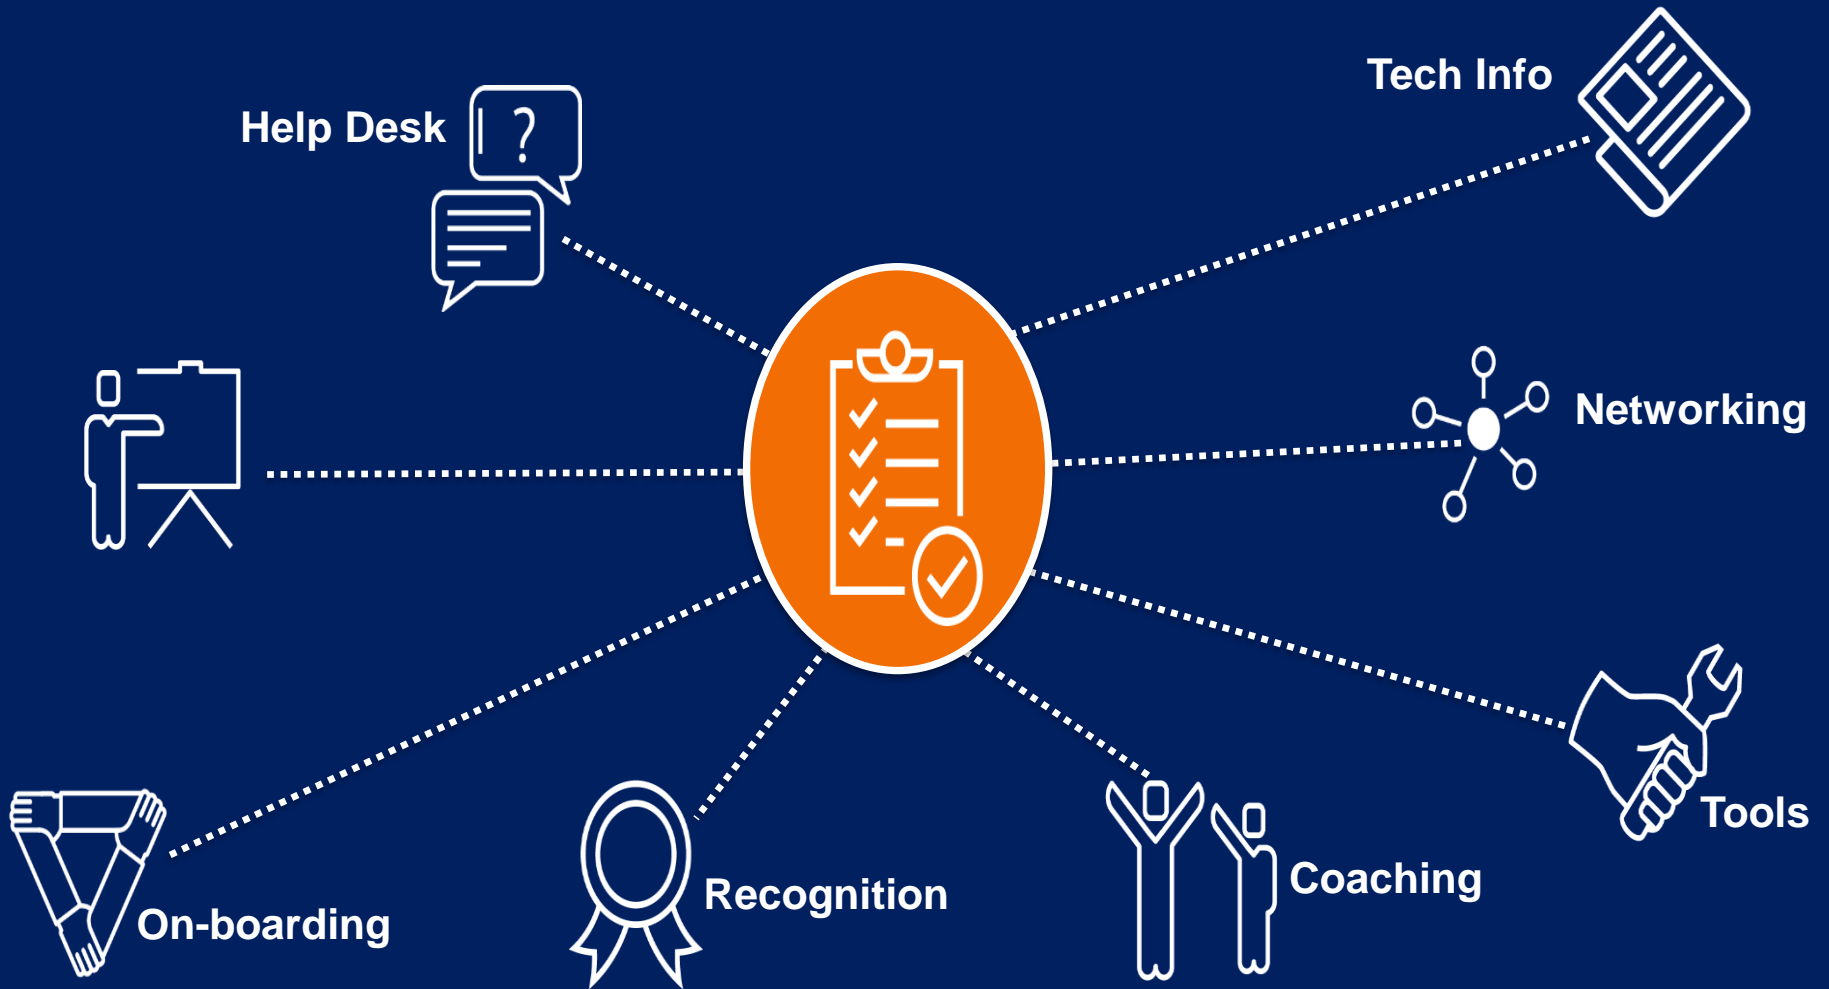 Tech Info
Help Desk
?
Networking
Tools
Coaching
Recognition
On-boarding